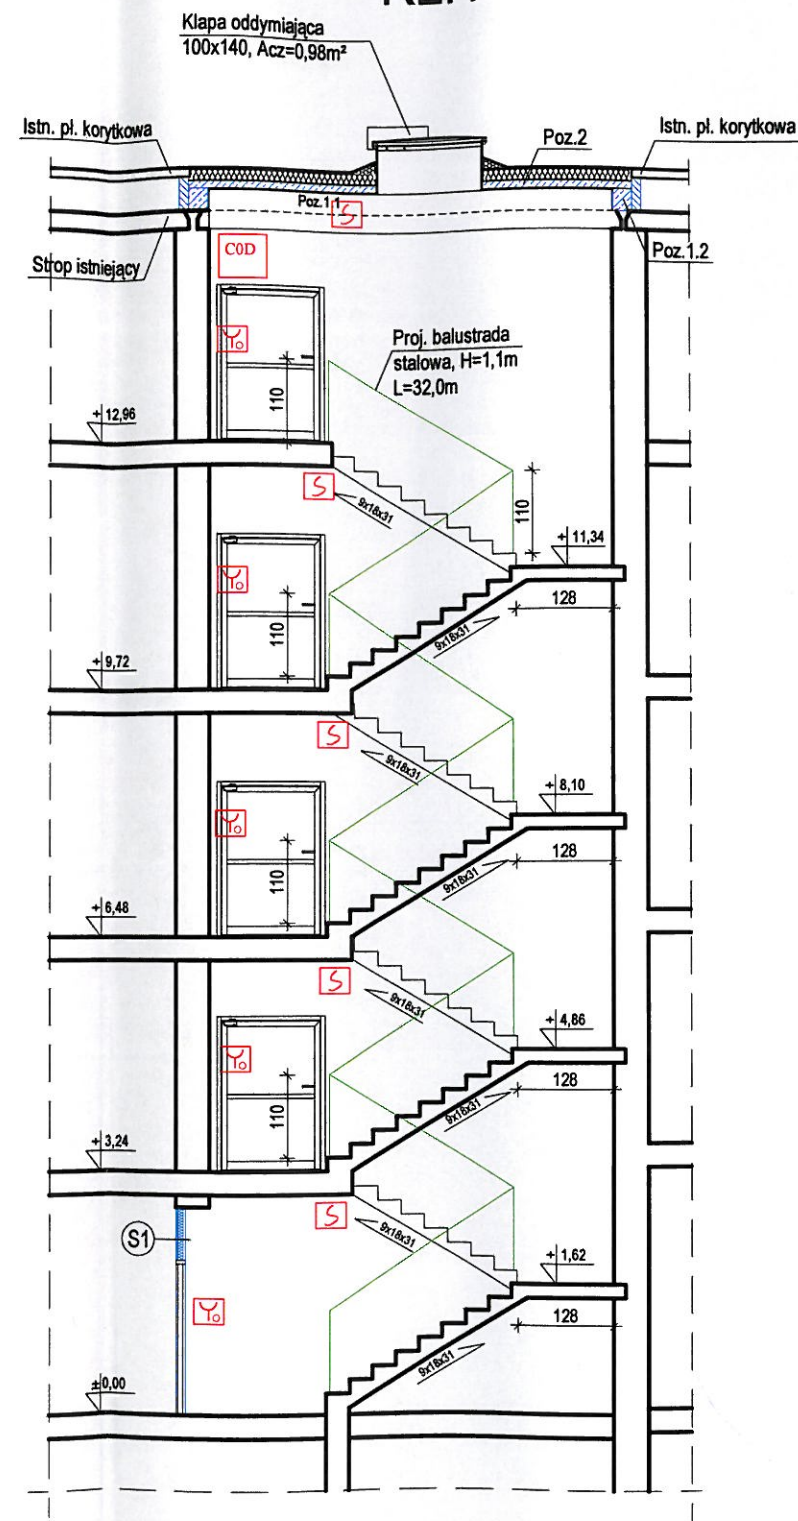 Klapa oddymiająca
100x140, Acz=0,98m²
Istn. pł. korytkowa
Poz.2
Istn. pł. korytkowa
Poz.1.1
S
Strop istniejący
C0D
Poz.1.2
Proj. balustrada
stalowa, H=1,1m
L=32,0m
110
+ 12,96
S
9x18x31
110
+ 11,34
128
110
9x18x31
+ 9,72
S
9x18x31
+ 8,10
110
128
9x18x31
+ 6,48
S
9x18x31
+ 4,86
110
128
9x18x31
+ 3,24
S
S1
9x18x31
+ 1,62
128
9x18x31
±0,00